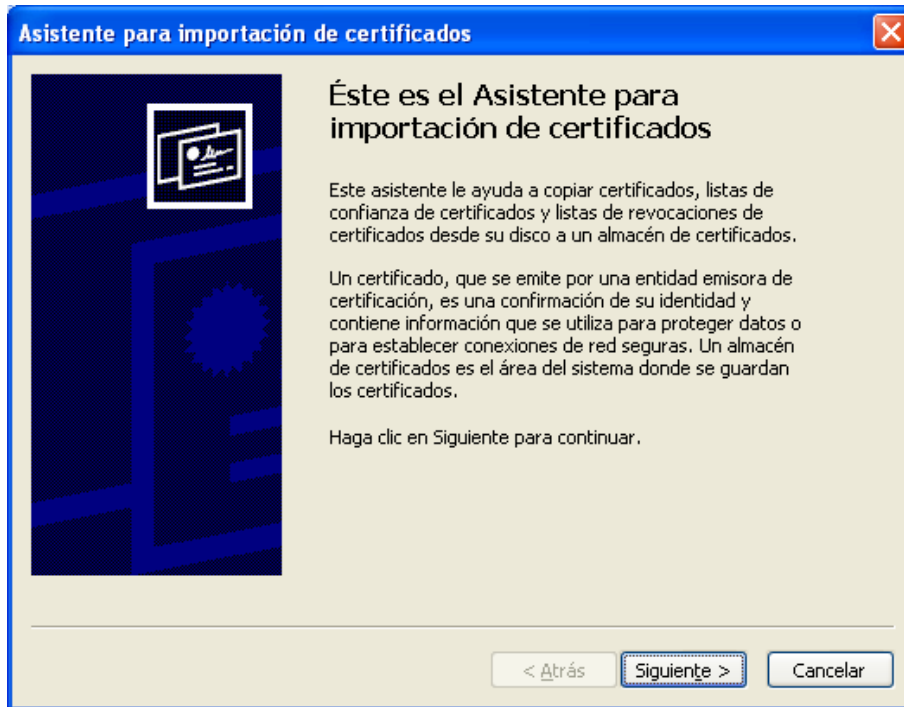 Asistente para importación de certificados
Éste es el Asistente para
importación de certificados
Este asistente le ayuda a copiar certificados, listas de
confianza de certificados y listas de revocaciones de
certificados desde su disco a un almacén de certificados.
Un certificado, que se emite por una entidad emisora de
certificación, es una confirmación de su identidad y
contiene información que se utiliza para proteger datos o
para establecer conexiones de red seguras. Un almacén
de certificados es el área del sistema donde se guardan
los certificados.
Haga clic en Siguiente para continuar.
< Atrás Siguiente > Cancelar